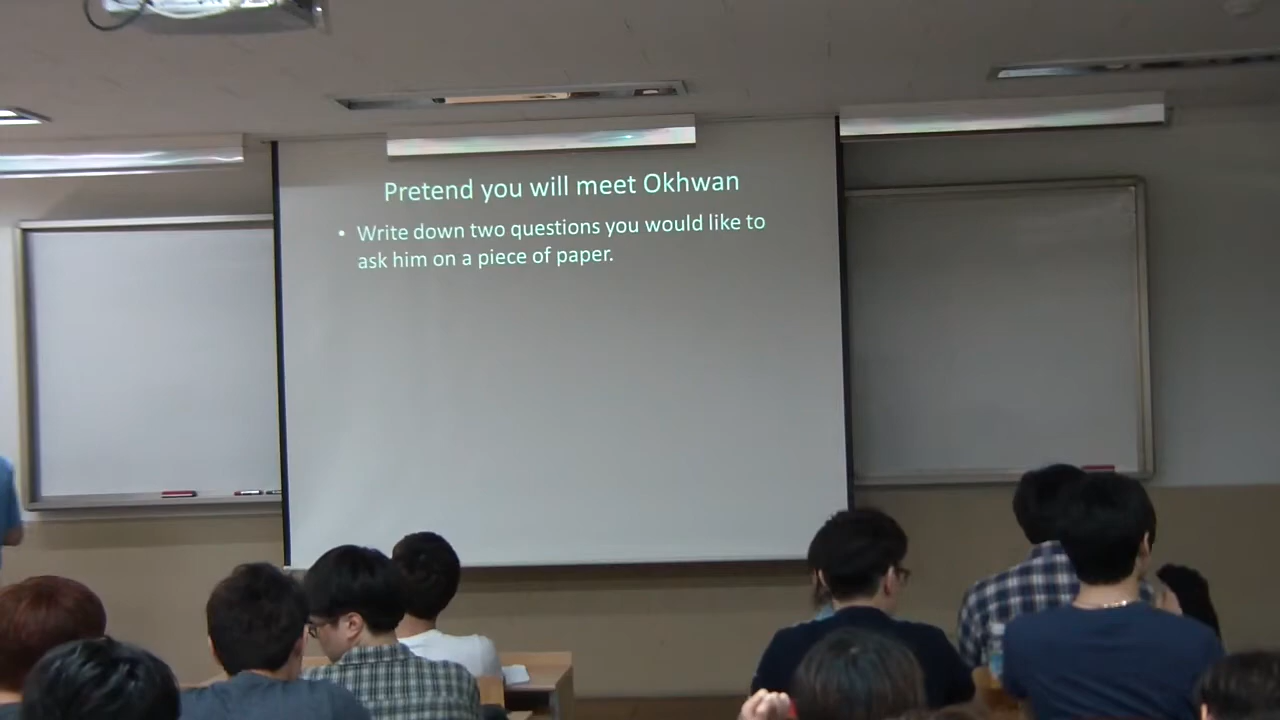 Pretend you will meet Okhwan
• Write down two questions you would like to
ask him on a piece of paper.